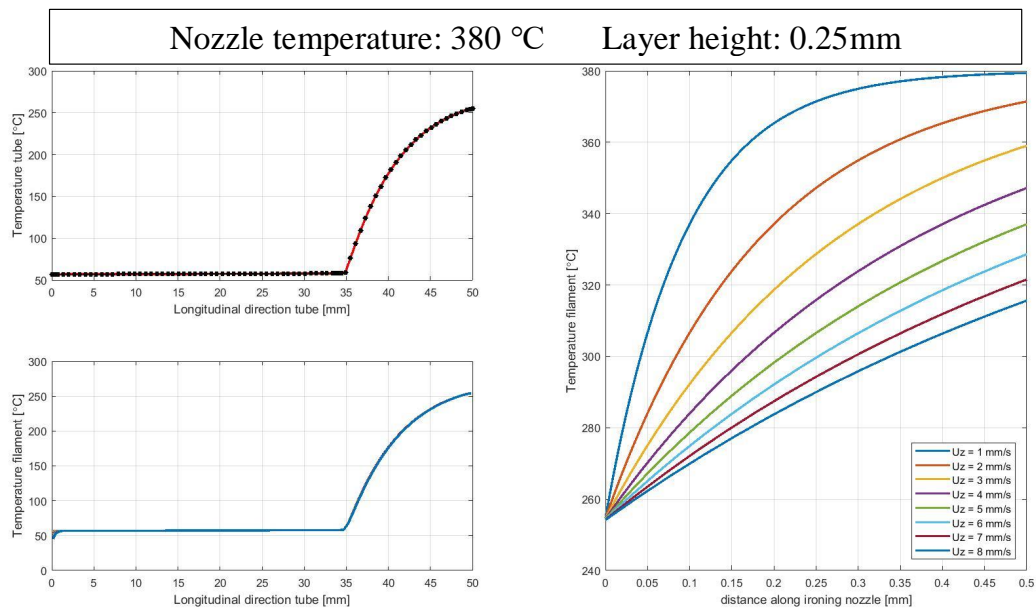 Nozzle temperature: 380 °C Layer height: 0.25mm
300
250
200
150
100
50
Temperature tube [°C]
0 5 10 15 20 25 30 35 40 45 50
Longitudinal direction tube [mm]
300
250
200
150
100
50
0
Temperature filament [°C]
0 5 10 15 20 25 30 35 40 45 50
Longitudinal direction tube [mm]
380
360
340
320
300
280
260
240
Temperature filament [°C]
0 0.05 0.1 0.15 0.2 0.25 0.3 0.35 0.4 0.45 0.5
distance along ironing nozzle [mm]
Uz = 1 mm/s
Uz = 2 mm/s
Uz = 3 mm/s
Uz = 4 mm/s
Uz = 5 mm/s
Uz = 6 mm/s
Uz = 7 mm/s
Uz = 8 mm/s